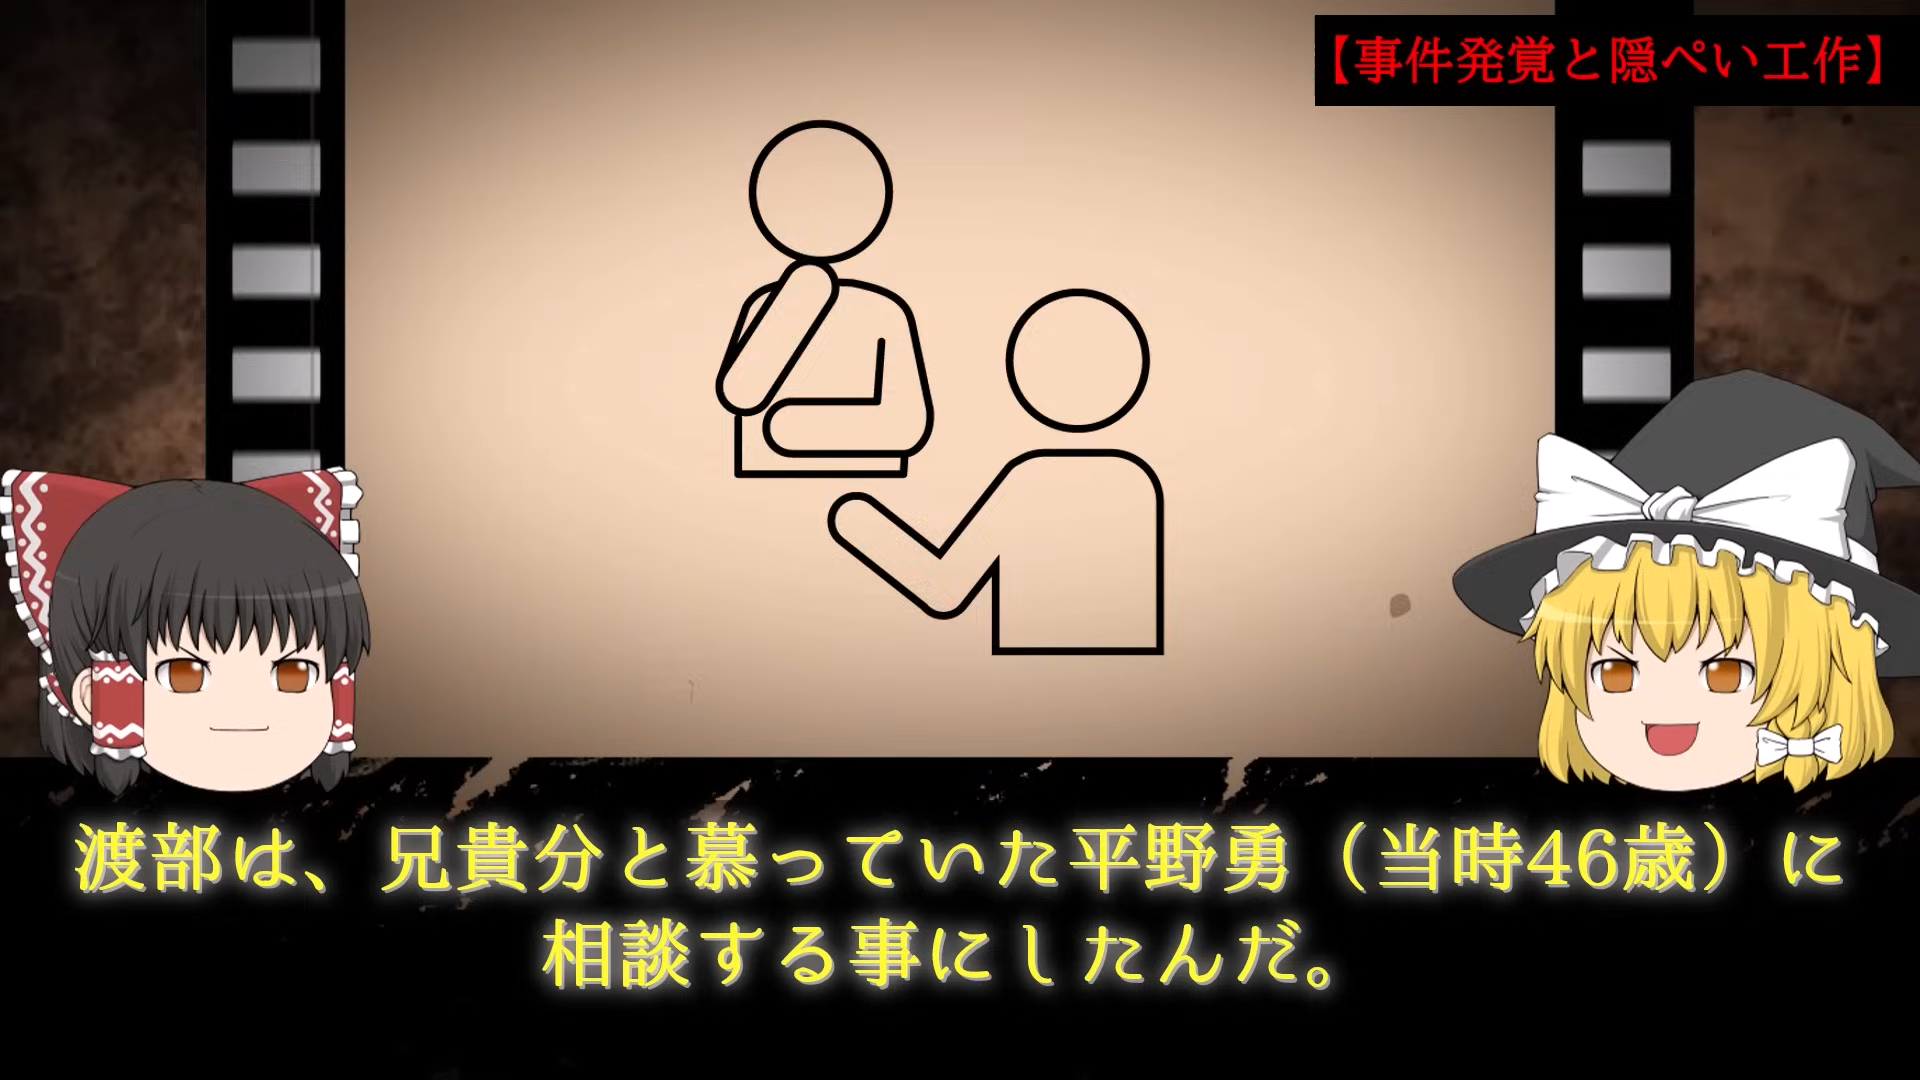 【事件発覚と隠ぺい工作】
渡部は、兄貴分と慕っていた平野勇（当時46歳）に
相談する事にしたんだ。